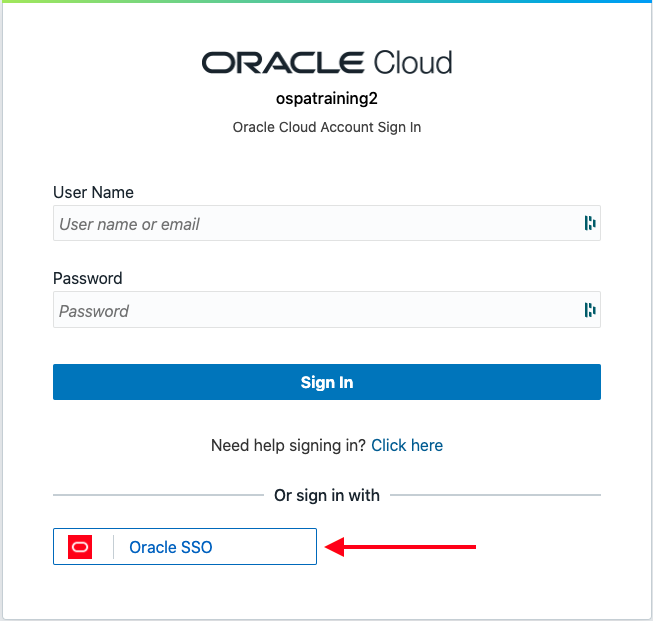 ORACLE Cloud
ospatraining2
Oracle Cloud Account Sign In
User Name
User name or email
Password
Password
Sign In
Need help signing in? Click here
Or sign in with
Oracle SSO